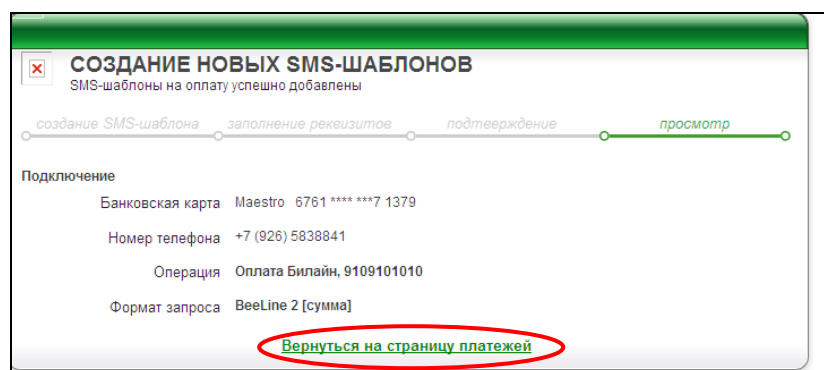 СОЗДАНИЕ НОВЫХ SMS-ШАБЛОНОВ
SMS-шаблоны на оплату успешно добавлены
создание SMS-шаблона заполнение реквизитов подтверждение просмотр
Подключение
Банковская карта Maestro 6761 **** ***7 1379
Номер телефона +7 (926) 5838841
Операция Оплата Билайн, 9109101010
Формат запроса BeeLine 2 [сумма]
Вернуться на страницу платежей